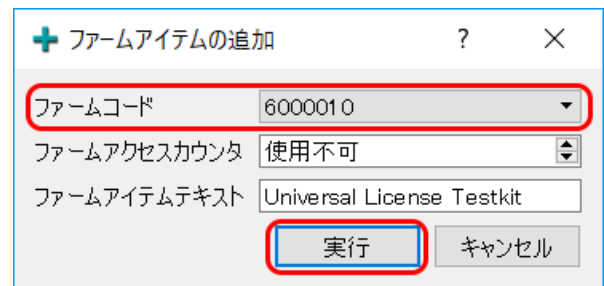 ファームアイテムの追加 ?
ファームコード 6000010
ファームアクセスカウンタ 使用不可
ファームアイテムテキスト Universal License Testkit
実行 キャンセル